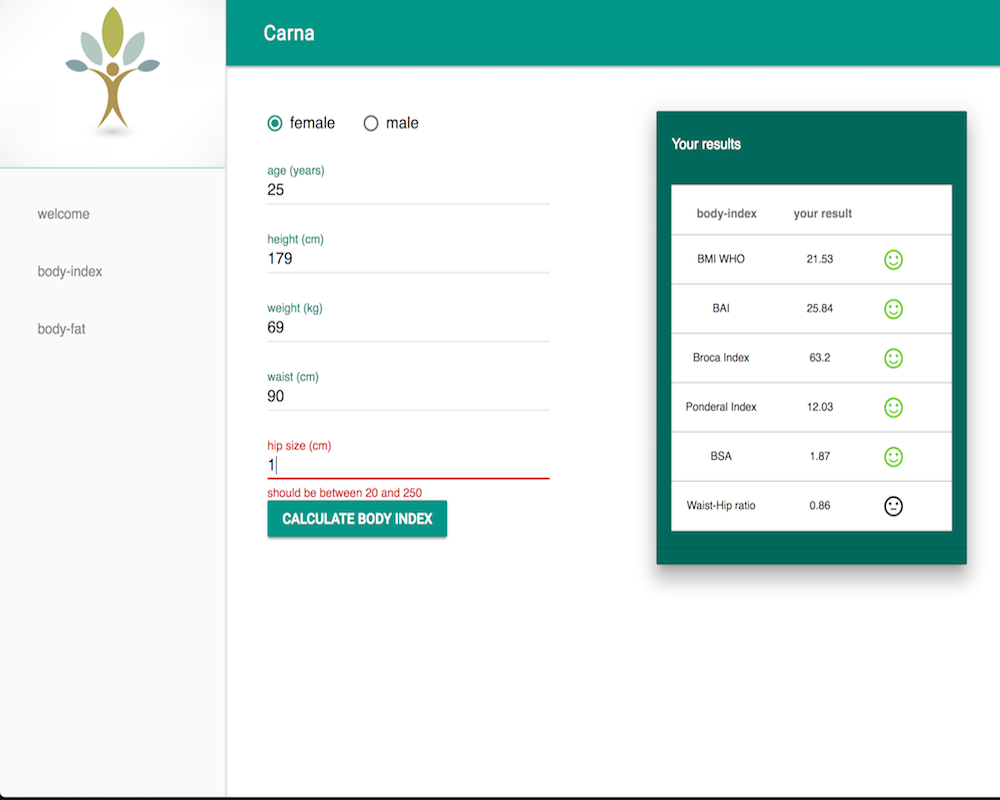 Carna
welcome
body-index
body-fat
female male
age (years)
25
height (cm)
179
weight (kg)
69
waist (cm)
90
hip size (cm)
1
should be between 20 and 250
CALCULATE BODY INDEX
Your results
body-index your result
BMI WHO 21.53
BAI 25.84
Broca Index 63.2
Ponderal Index 12.03
BSA 1.87
Waist-Hip ratio 0.86